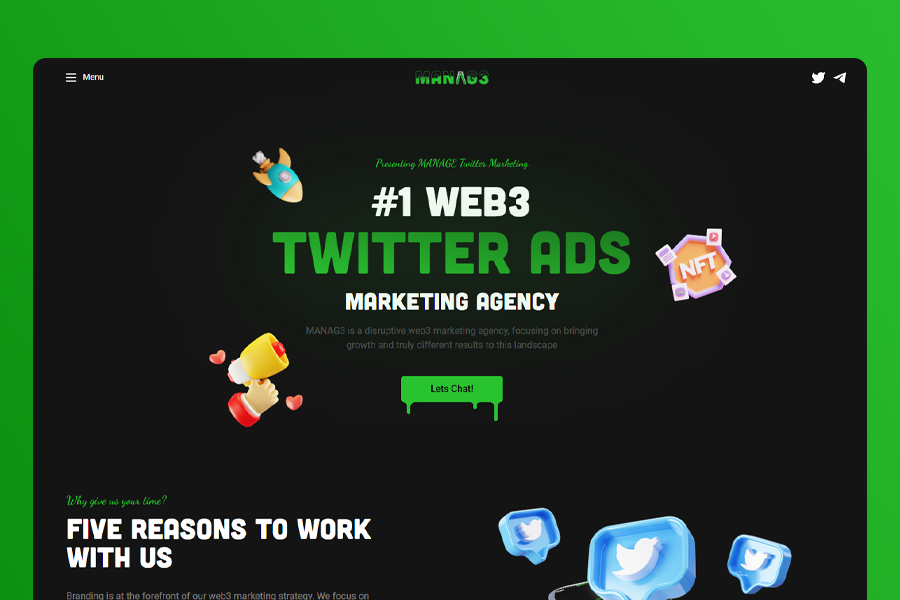 Menu
MANAG3
Presenting MANAGE Twitter Marketing
#1 WEB3
TWITTER ADS
MARKETING AGENCY
MANAG3 is a disruptive web3 marketing agency, focusing on bringing
growth and truly different results to this landscape
NFT
Lets Chat!
Why give us your time?
FIVE REASONS TO WORK
WITH US
Branding is at the forefront of our web3 marketing strategy. We focus on